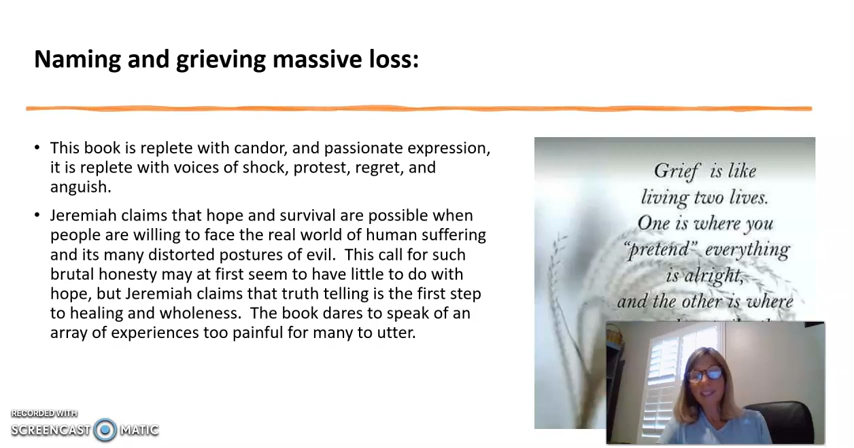 Naming and grieving massive loss:
• This book is replete with candor, and passionate expression,
it is replete with voices of shock, protest, regret, and
anguish.
• Jeremiah claims that hope and survival are possible when
people are willing to face the real world of human suffering
and its many distorted postures of evil.  This call for such
brutal honesty may at first seem to have little to do with
hope, but Jeremiah claims that truth telling is the first step
to healing and wholeness.  The book dares to speak of an
array of experiences too painful for many to utter.
Grief is like
living two lives.
One is where you
“pretend” everything
is alright,
and the other is where
RECORDED WITH
SCREENCAST MATIC